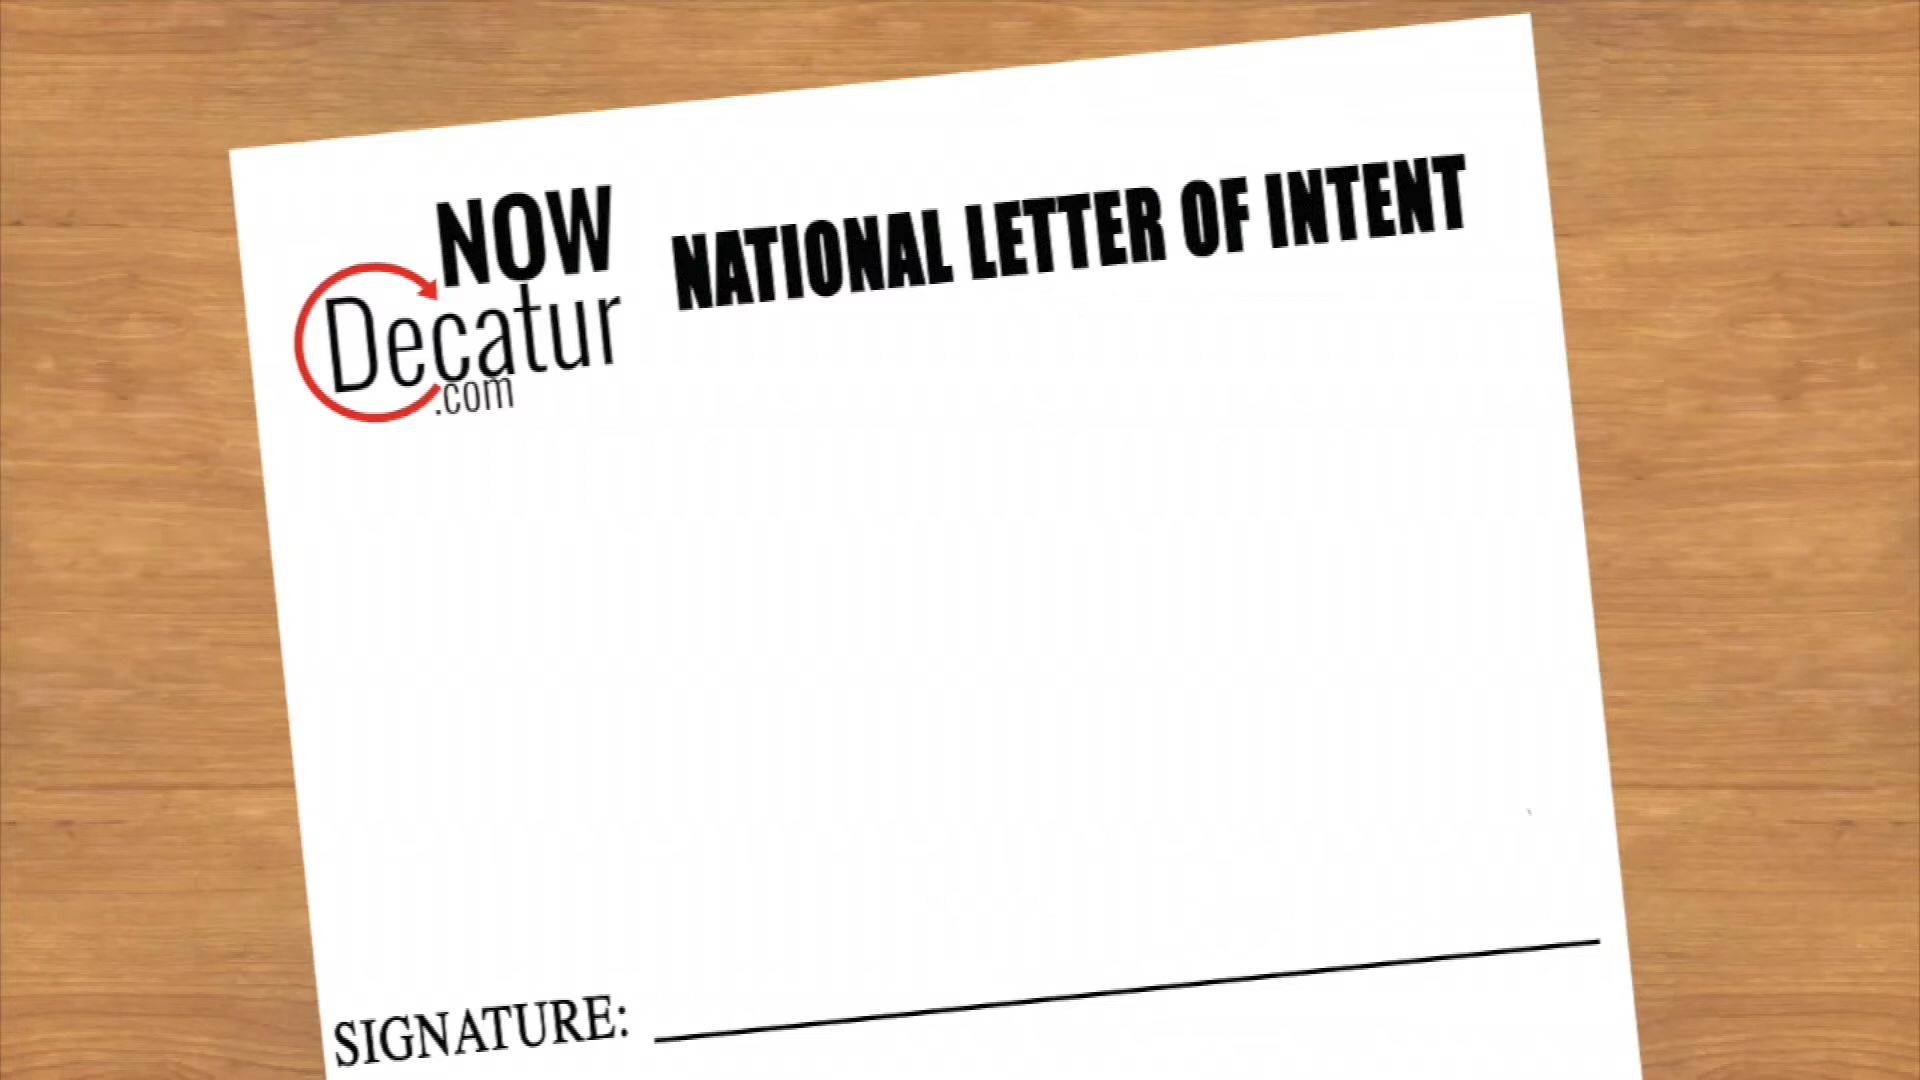 NOW
Decatur
.com
NATIONAL LETTER OF INTENT
SIGNATURE: